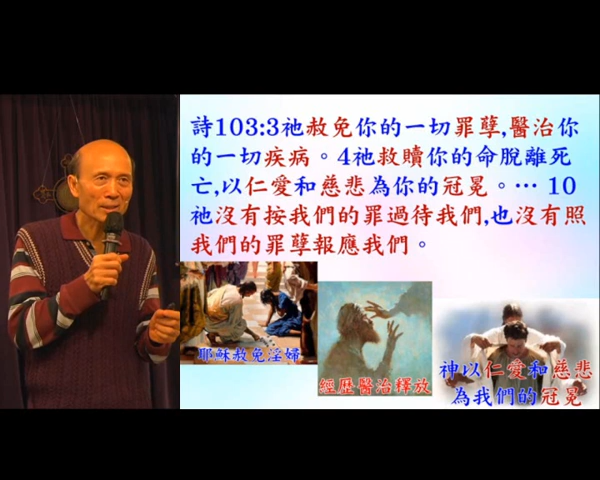 詩103:3祂赦免你的一切罪孽,醫治你
的一切疾病。4祂救贖你的命脫離死
亡,以仁愛和慈悲為你的冠冕。⋯ 10
祂沒有按我們的罪過待我們,也沒有照
我們的罪孽報應我們。
耶穌赦免淫婦
經歷醫治釋放
神以仁愛和慈悲
為我們的冠冕